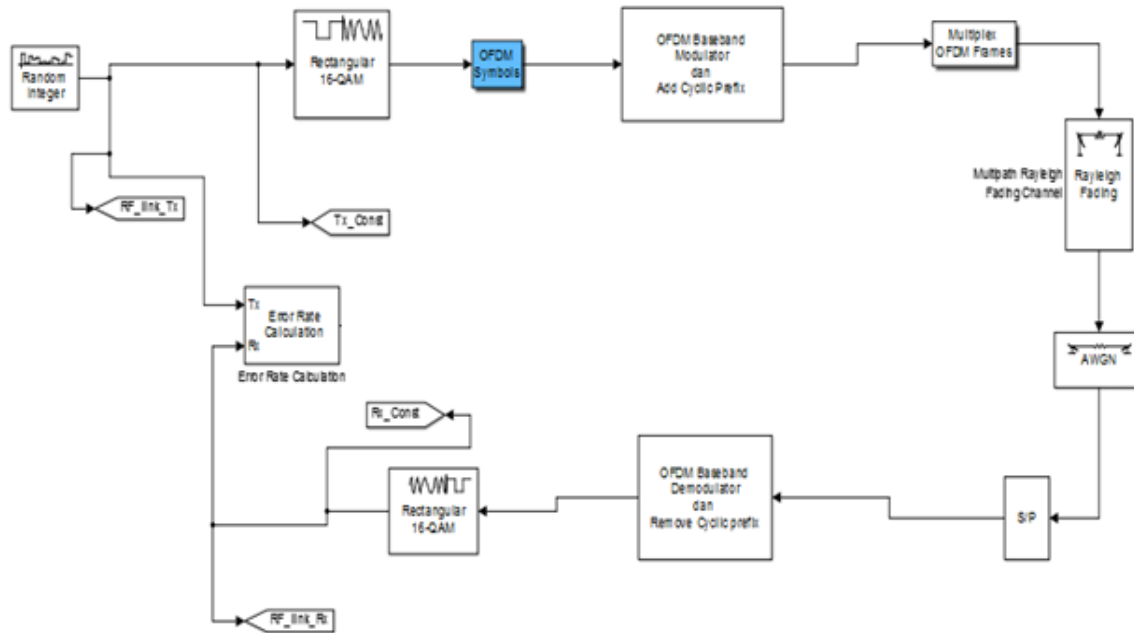 Random
Integer
Rectangular
16-QAM
OFDM
Symbols
OFDM Baseband
Modulator
dan
Add Cyclic Prefix
Multiplex
OFDM Frames
Multipath Rayleigh
Fading Channel
Rayleigh
Fading
RF_link_Tx
Tx_Const
Tx
Error Rate
Calculation
Rx
Error Rate Calculation
AWGN
Rx_Const
Rectangular
16-QAM
OFDM Baseband
Demodulator
dan
Remove Cyclic prefix
S/P
RF_link_Rx